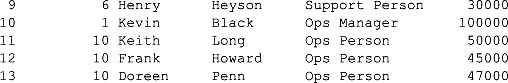 9 6 Henry Heyson Support Person 30000
10 1 Kevin Black Ops Manager 100000
11 10 Keith Long Ops Person 50000
12 10 Frank Howard Ops Person 45000
13 10 Doreen Penn Ops Person 47000